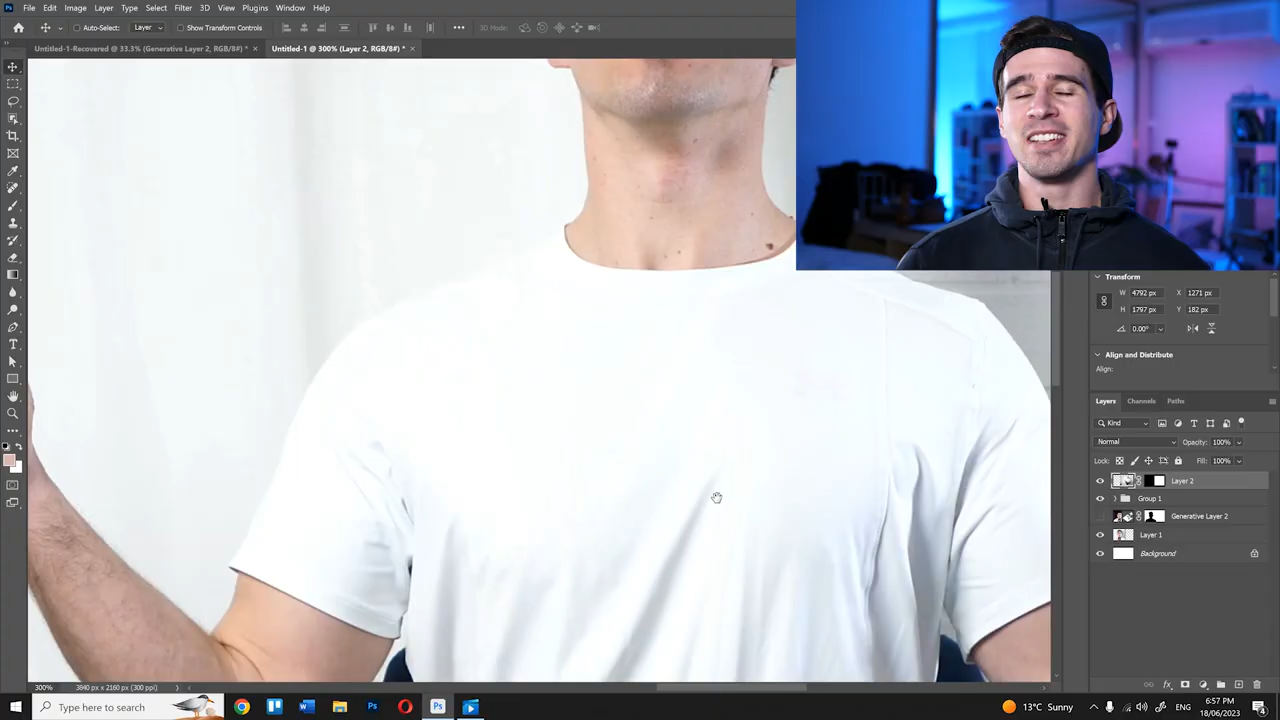 File Edit Image Layer Type Select Filter 3D View Plugins Window Help
Auto-Select: Layer Show Transform Controls 3D Mode:
Untitled-1-Recovered @ 33.3% (Generative Layer 2, RGB/8#) * × Untitled-1 @ 300% (Layer 2, RGB/8#) * ×
Transform
W 4792 px X 1271 px
H 1797 px Y 182 px
0.00°
Align and Distribute
Align:
Layers Channels Paths
Kind
Normal Opacity: 100%
Lock: Fill: 100%
Layer 2
Group 1
Generative Layer 2
Layer 1
Background
300% 3840 px x 2160 px (300 ppi)
Type here to search
13°C Sunny ENG 6:57 PM
18/06/2023